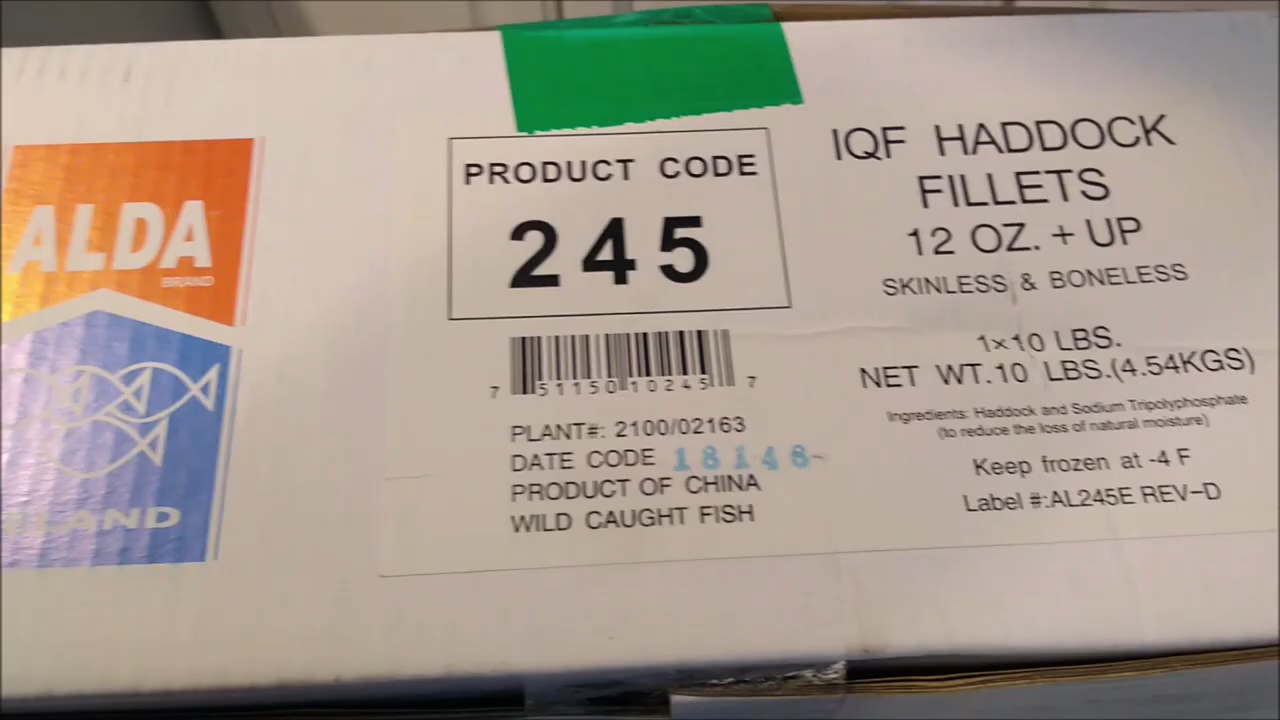 ALDA
BRAND
PRODUCT CODE
245
7 51150 10245 7
PLANT#: 2100/02163
DATE CODE 18148
PRODUCT OF CHINA
WILD CAUGHT FISH
IQF HADDOCK
FILLETS
12 OZ. + UP
SKINLESS & BONELESS
1×10 LBS.
NET WT.10 LBS.(4.54KGS)
Ingredients: Haddock and Sodium Tripolyphosphate
(to reduce the loss of natural moisture)
Keep frozen at -4 F
Label #:AL245E REV-D